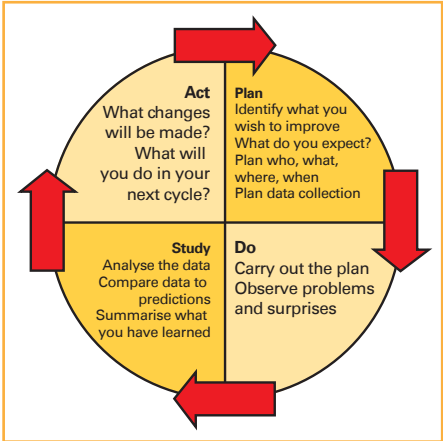 Act
What changes
will be made?
What will
you do in your
next cycle?
Plan
Identify what you
wish to improve
What do you expect?
Plan who, what,
where, when
Plan data collection
Do
Carry out the plan
Observe problems
and surprises
Study
Analyse the data
Compare data to
predictions
Summarise what
you have learned